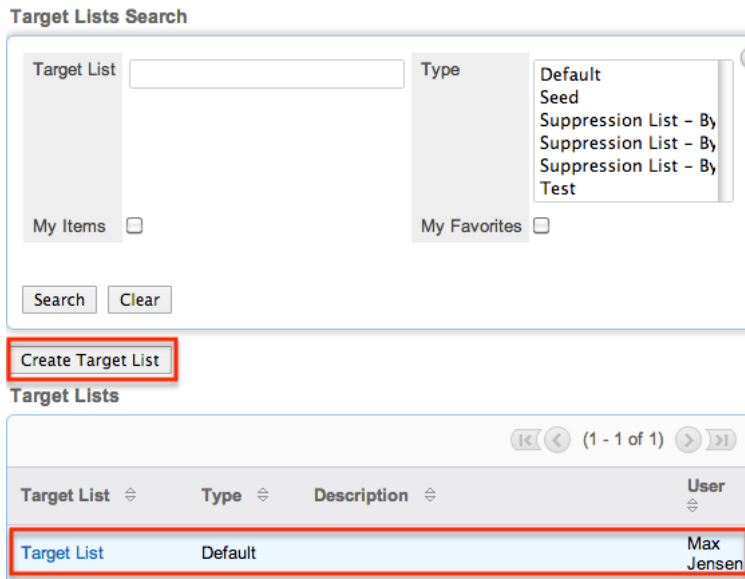 Target Lists Search
Target List
Type
Default
Seed
Suppression List - By
Suppression List - By
Suppression List - By
Test
My Items
My Favorites
Search Clear
Create Target List
Target Lists
(1 - 1 of 1)
Target List Type Description User
Target List Default Max
Jensen